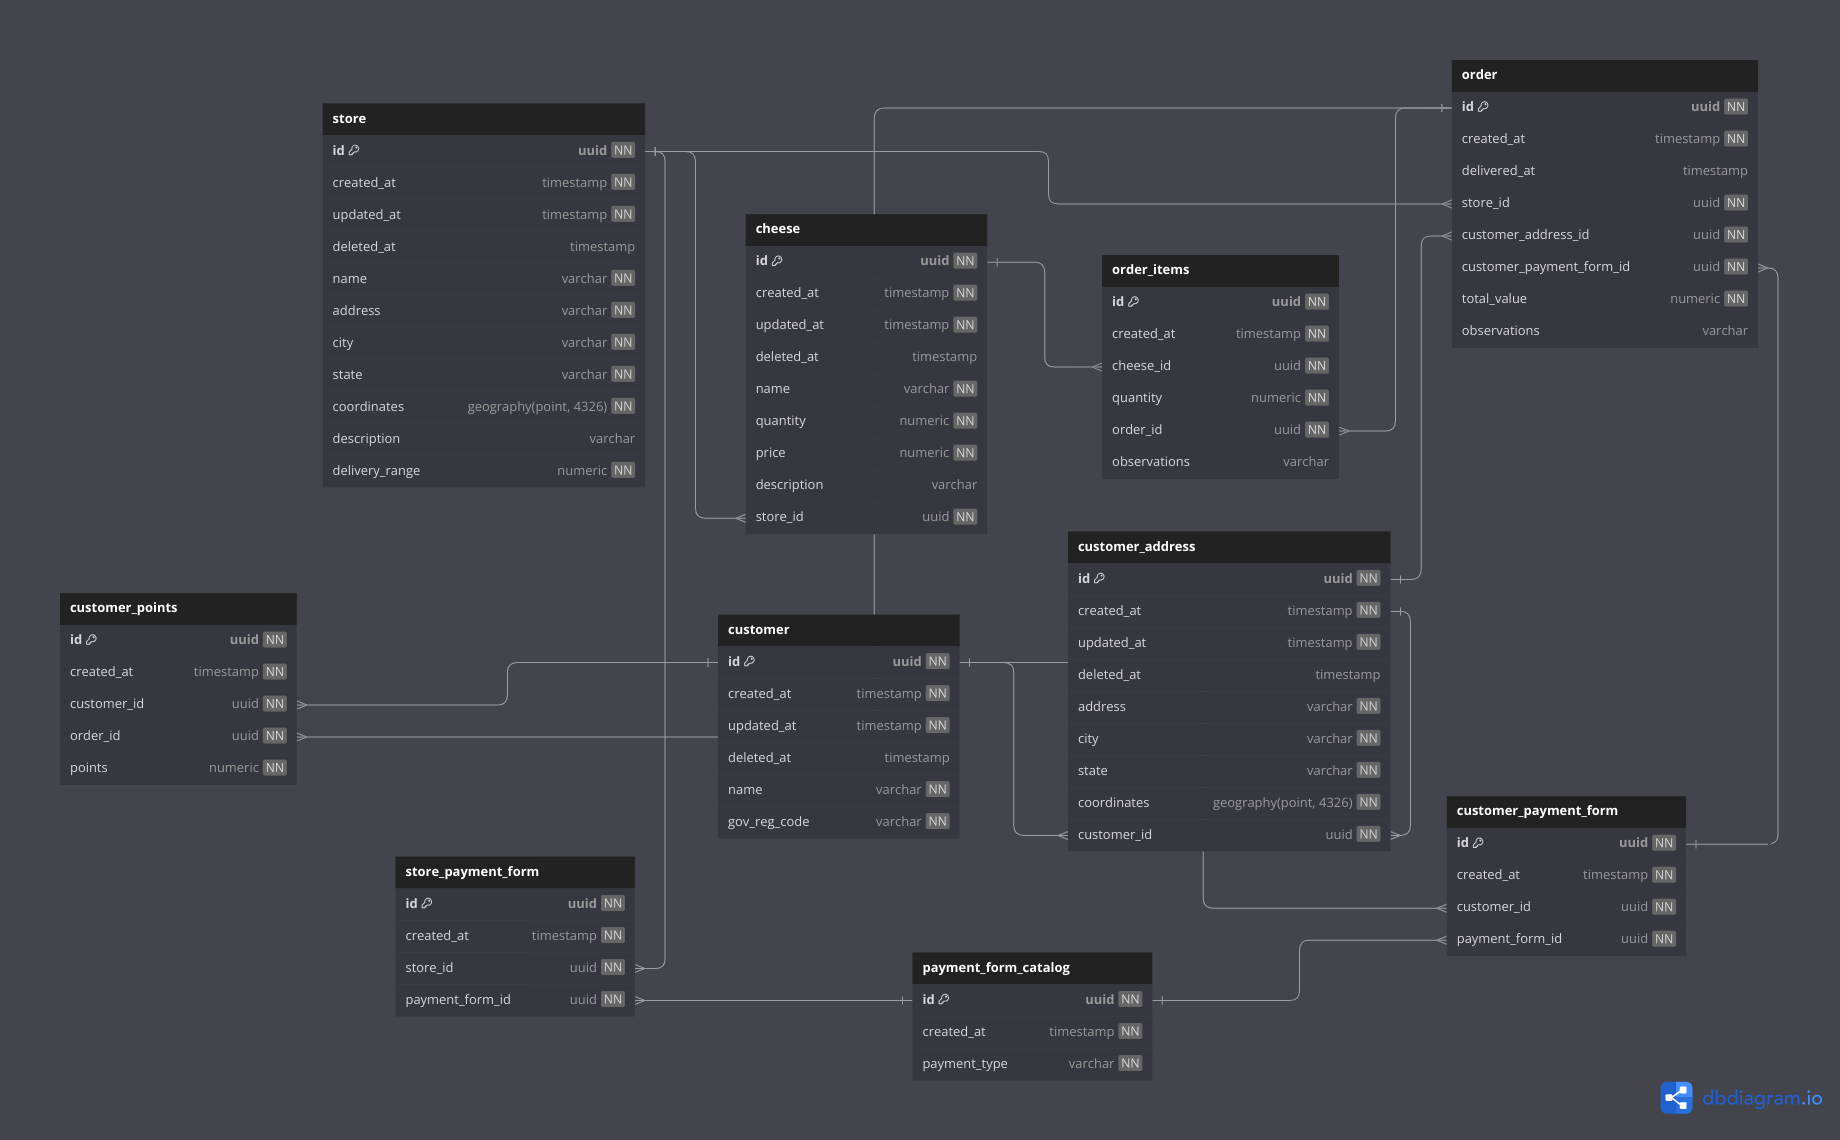 order
id uuid NN
created_at timestamp NN
delivered_at timestamp
store_id uuid NN
customer_address_id uuid NN
customer_payment_form_id uuid NN
total_value numeric NN
observations varchar
store
id uuid NN
created_at timestamp NN
updated_at timestamp NN
deleted_at timestamp
name varchar NN
address varchar NN
city varchar NN
state varchar NN
coordinates geography(point, 4326) NN
description varchar
delivery_range numeric NN
cheese
id uuid NN
created_at timestamp NN
updated_at timestamp NN
deleted_at timestamp
name varchar NN
quantity numeric NN
price numeric NN
description varchar
store_id uuid NN
order_items
id uuid NN
created_at timestamp NN
cheese_id uuid NN
quantity numeric NN
order_id uuid NN
observations varchar
customer_address
id uuid NN
created_at timestamp NN
updated_at timestamp NN
deleted_at timestamp
address varchar NN
city varchar NN
state varchar NN
coordinates geography(point, 4326) NN
customer_id uuid NN
customer_points
id uuid NN
created_at timestamp NN
customer_id uuid NN
order_id uuid NN
points numeric NN
customer
id uuid NN
created_at timestamp NN
updated_at timestamp NN
deleted_at timestamp
name varchar NN
gov_reg_code varchar NN
customer_payment_form
id uuid NN
created_at timestamp NN
customer_id uuid NN
payment_form_id uuid NN
store_payment_form
id uuid NN
created_at timestamp NN
store_id uuid NN
payment_form_id uuid NN
payment_form_catalog
id uuid NN
created_at timestamp NN
payment_type varchar NN
dbdiagram.io